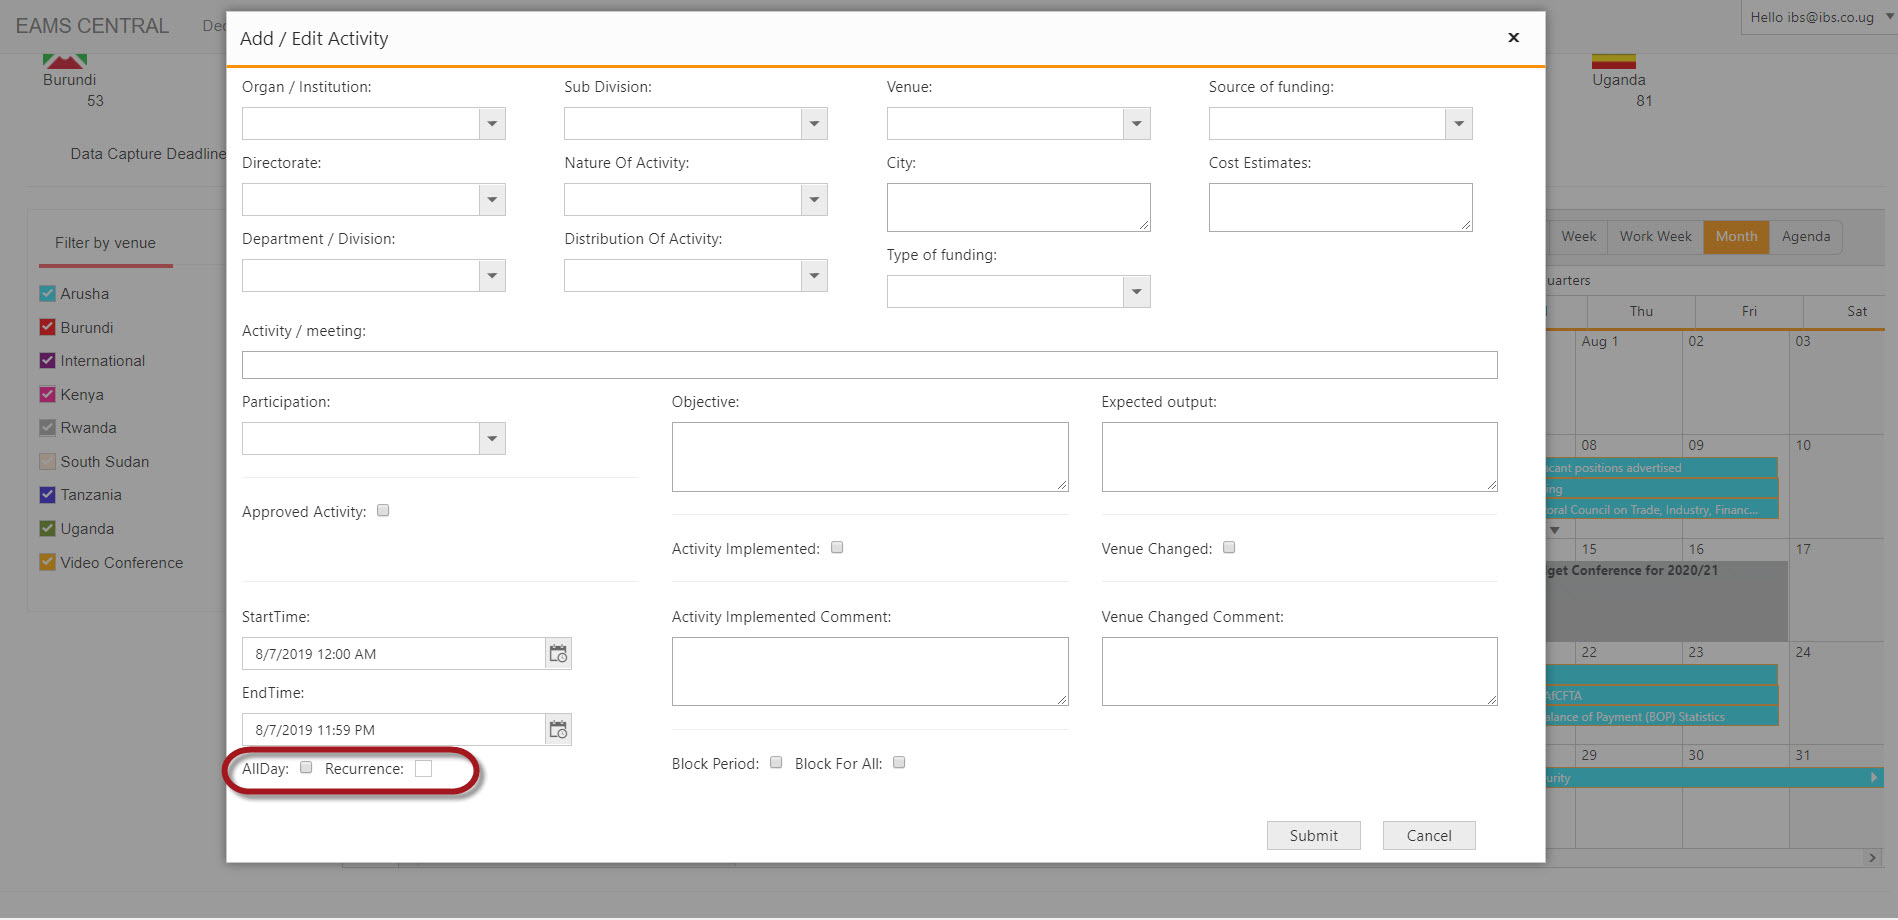 EAMS CENTRAL
Hello ibs@ibs.co.ug
Add / Edit Activity
Burundi
53
Uganda
81
Data Capture Deadline
Organ / Institution:
Sub Division:
Venue:
Source of funding:
Directorate:
Nature Of Activity:
City:
Cost Estimates:
Department / Division:
Distribution Of Activity:
Type of funding:
Activity / meeting:
Participation:
Objective:
Expected output:
Approved Activity:
Activity Implemented:
Venue Changed:
StartTime:
8/7/2019 12:00 AM
EndTime:
8/7/2019 11:59 PM
AllDay: Recurrence:
Activity Implemented Comment:
Venue Changed Comment:
Block Period: Block For All:
Submit
Cancel
Filter by venue
Arusha
Burundi
International
Kenya
Rwanda
South Sudan
Tanzania
Uganda
Video Conference
Week Work Week Month Agenda
uarters
Thu Fri Sat
Aug 1 02 03
08 09 10
cant positions advertised
ing
toral Council on Trade, Industry, Financ...
15 16 17
get Conference for 2020/21
22 23 24
AfCFTA
alance of Payment (BOP) Statistics
29 30 31
urity